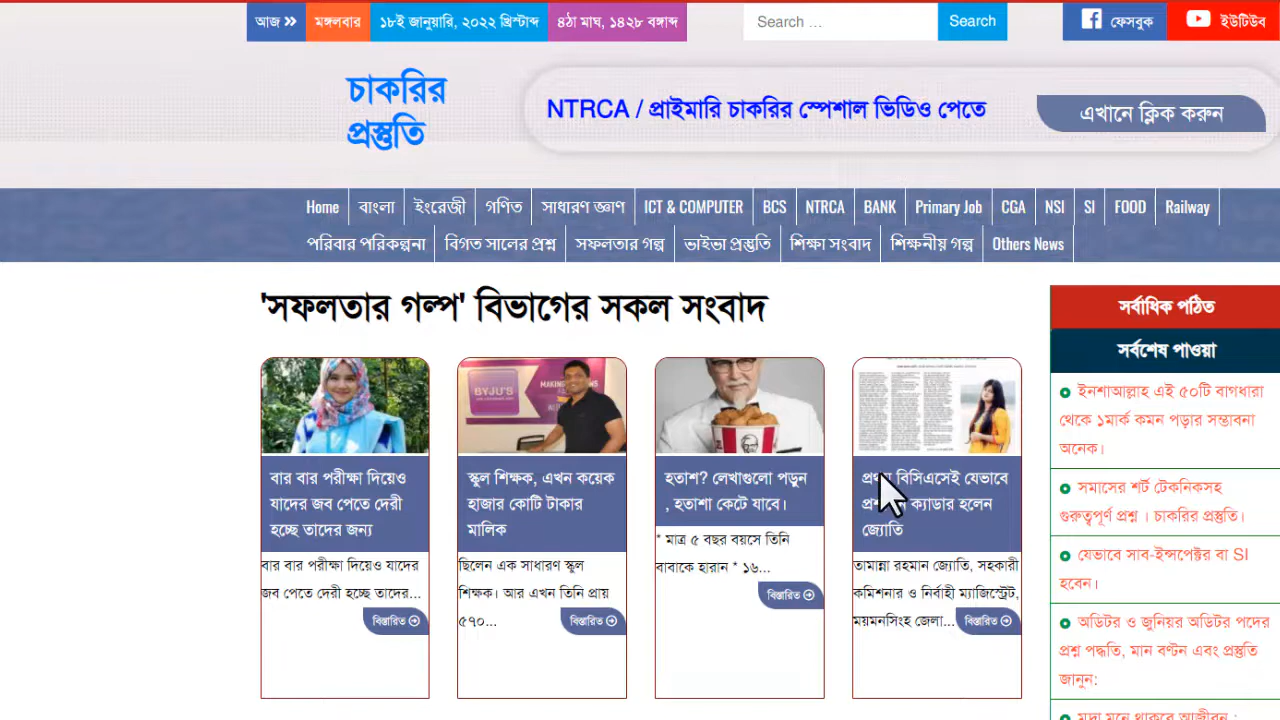 আজ
মঙ্গলবার
১৮ই জানুয়ারি, ২০২২ খ্রিস্টাব্দ
৪ঠা মাঘ, ১৪২৮ বঙ্গাব্দ
Search …
Search
ফেসবুক
ইউটিউব
চাকরির
প্রস্তুতি
NTRCA / প্রাইমারি চাকরির স্পেশাল ভিডিও পেতে
এখানে ক্লিক করুন
Home বাংলা ইংরেজী গণিত সাধারণ জ্ঞাণ ICT & COMPUTER BCS NTRCA BANK Primary Job CGA NSI SI FOOD Railway
পরিবার পরিকল্পনা বিগত সালের প্রশ্ন সফলতার গল্প ভাইভা প্রস্তুতি শিক্ষা সংবাদ শিক্ষনীয় গল্প Others News
'সফলতার গল্প' বিভাগের সকল সংবাদ
বার বার পরীক্ষা দিয়েও
যাদের জব পেতে দেরী
হচ্ছে তাদের জন্য
বার বার পরীক্ষা দিয়েও যাদের
জব পেতে দেরী হচ্ছে তাদের...
বিস্তারিত
BYJU'S
স্কুল শিক্ষক, এখন কয়েক
হাজার কোটি টাকার
মালিক
ছিলেন এক সাধারণ স্কুল
শিক্ষক। আর এখন তিনি প্রায়
৫৭০...
বিস্তারিত
KFC
হতাশ? লেখাগুলো পড়ুন
, হতাশা কেটে যাবে।
* মাত্র ৫ বছর বয়সে তিনি
বাবাকে হারান * ১৬...
বিস্তারিত
বিসিএসেই যেভাবে
ক্যাডার হলেন
জ্যোতি
তামান্না রহমান জ্যোতি, সহকারী
কমিশনার ও নির্বাহী ম্যাজিস্ট্রেট,
ময়মনসিংহ জেলা...
বিস্তারিত
সর্বাধিক পঠিত
সর্বশেষ পাওয়া
ইনশাআল্লাহ এই ৫০টি বাগধারা
থেকে ১মার্ক কমন পড়ার সম্ভাবনা
অনেক।
সমাসের শর্ট টেকনিকসহ
গুরুত্বপূর্ণ প্রশ্ন । চাকরির প্রস্তুতি।
যেভাবে সাব-ইন্সপেক্টর বা SI
হবেন।
অডিটর ও জুনিয়র অডিটর পদের
প্রশ্ন পদ্ধতি, মান বণ্টন এবং প্রস্তুতি
জানুন: